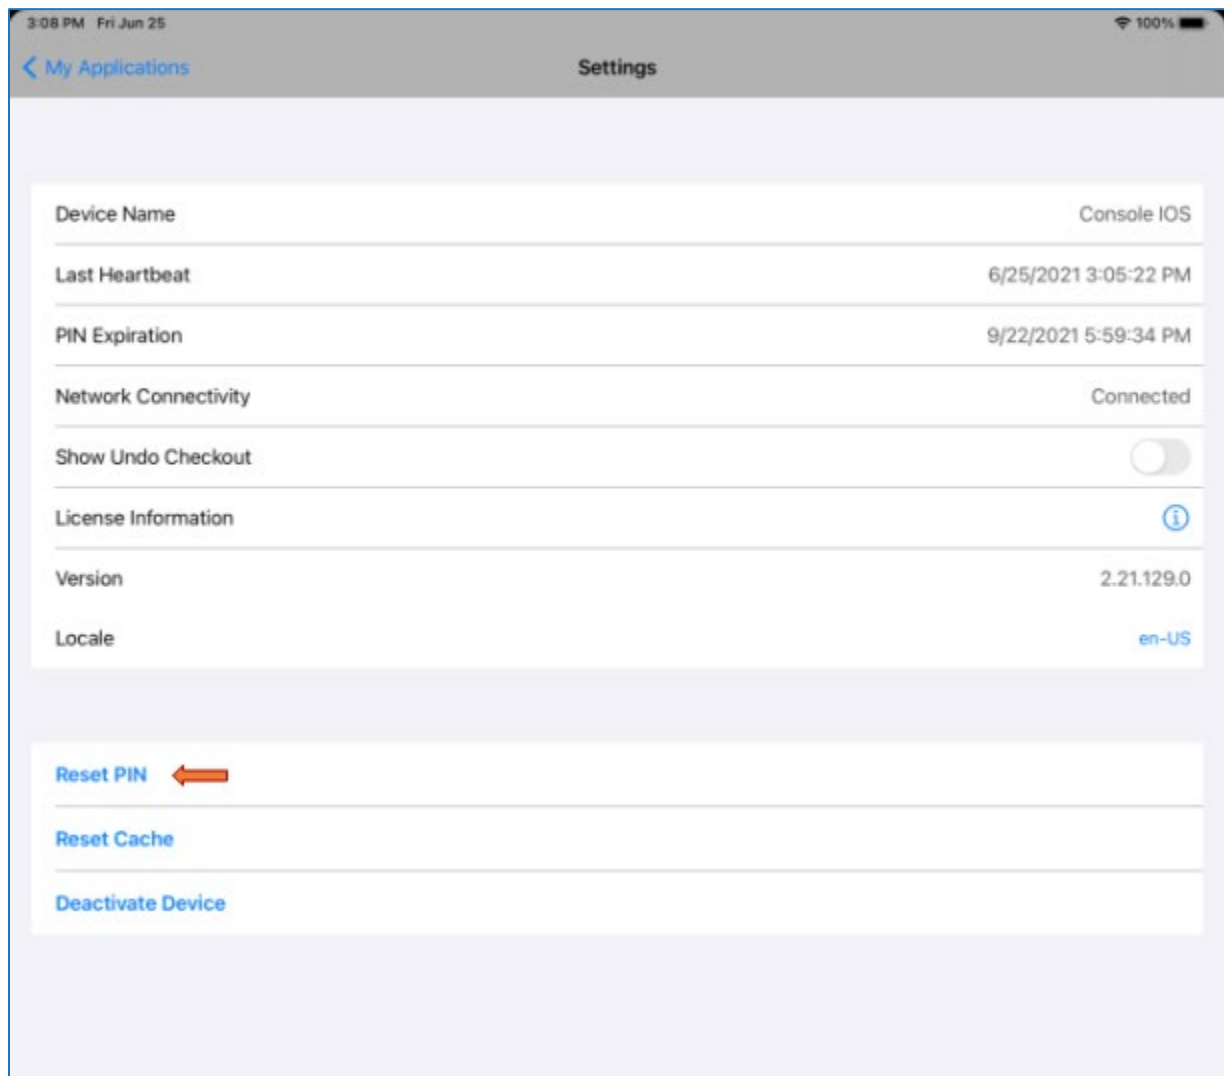 3:08 PM Fri Jun 25 100%
My Applications Settings
Device Name Console IOS
Last Heartbeat 6/25/2021 3:05:22 PM
PIN Expiration 9/22/2021 5:59:34 PM
Network Connectivity Connected
Show Undo Checkout
License Information
Version 2.21.129.0
Locale en-US
Reset PIN
Reset Cache
Deactivate Device